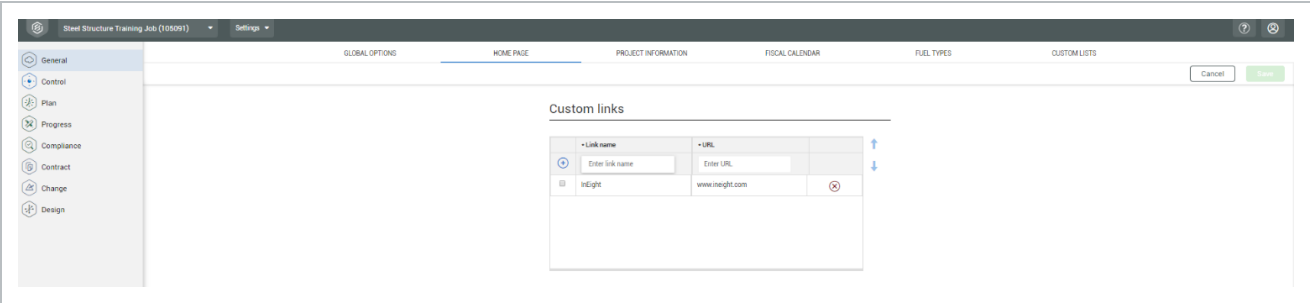 Steel Structure Training Job (105091) Settings
GLOBAL OPTIONS HOME PAGE PROJECT INFORMATION FISCAL CALENDAR FUEL TYPES CUSTOM LISTS
General
Control
Plan
Progress
Compliance
Contract
Change
Design
Cancel Save
Custom links
Link name URL
Enter link name Enter URL
InEight www.ineight.com